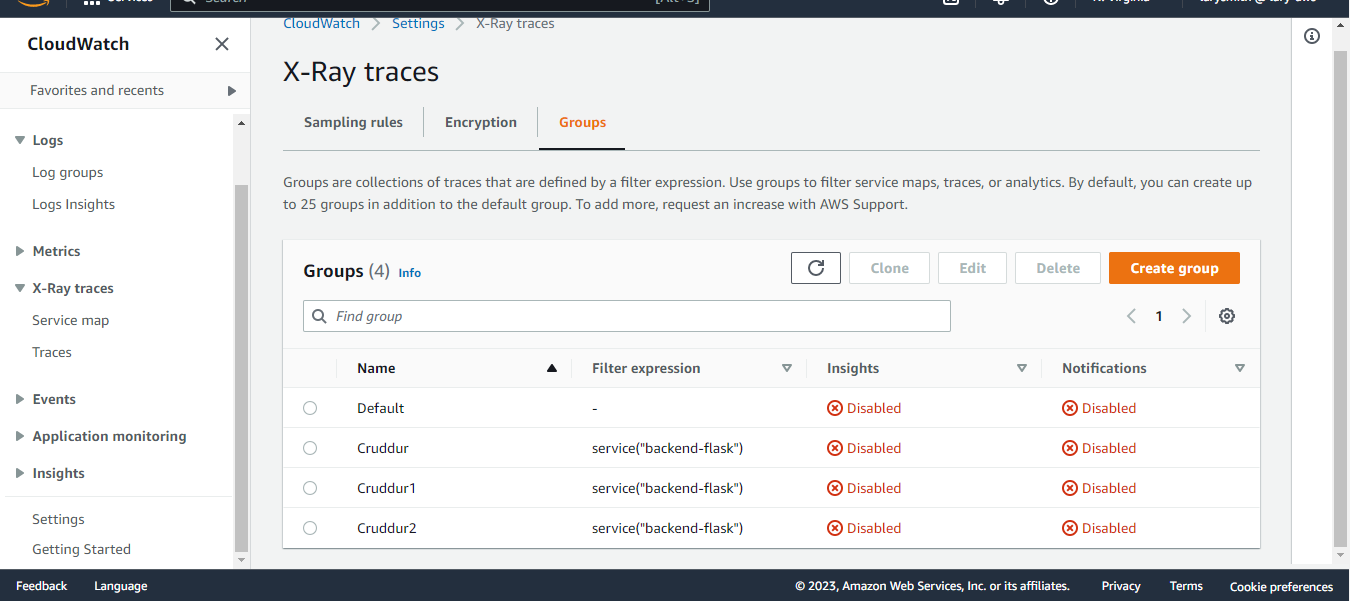 CloudWatch
Favorites and recents
Logs
Log groups
Logs Insights
Metrics
X-Ray traces
Service map
Traces
Events
Application monitoring
Insights
Settings
Getting Started
CloudWatch Settings X-Ray traces
X-Ray traces
Sampling rules Encryption Groups
Groups are collections of traces that are defined by a filter expression. Use groups to filter service maps, traces, or analytics. By default, you can create up
to 25 groups in addition to the default group. To add more, request an increase with AWS Support.
Groups (4) Info
Clone Edit Delete Create group
Find group
1
Name Filter expression Insights Notifications
Default - Disabled Disabled
Cruddur service("backend-flask") Disabled Disabled
Cruddur1 service("backend-flask") Disabled Disabled
Cruddur2 service("backend-flask") Disabled Disabled
Feedback Language © 2023, Amazon Web Services, Inc. or its affiliates. Privacy Terms Cookie preferences